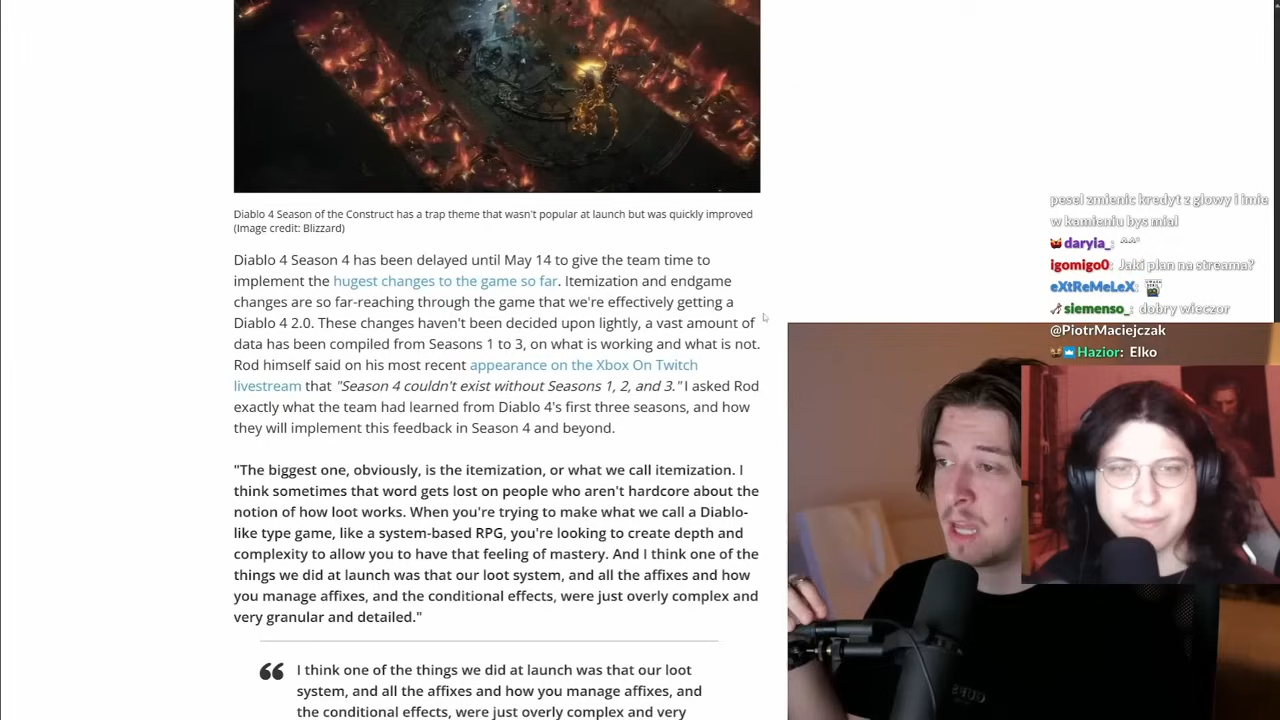 Diablo 4 Season of the Construct has a trap theme that wasn't popular at launch but was quickly improved
(Image credit: Blizzard)
Diablo 4 Season 4 has been delayed until May 14 to give the team time to
implement the hugest changes to the game so far. Itemization and endgame
changes are so far-reaching through the game that we're effectively getting a
Diablo 4 2.0. These changes haven't been decided upon lightly, a vast amount of
data has been compiled from Seasons 1 to 3, on what is working and what is not.
Rod himself said on his most recent appearance on the Xbox On Twitch
livestream that "Season 4 couldn't exist without Seasons 1, 2, and 3." I asked Rod
exactly what the team had learned from Diablo 4's first three seasons, and how
they will implement this feedback in Season 4 and beyond.
"The biggest one, obviously, is the itemization, or what we call itemization. I
think sometimes that word gets lost on people who aren't hardcore about the
notion of how loot works. When you're trying to make what we call a Diablo-
like type game, like a system-based RPG, you're looking to create depth and
complexity to allow you to have that feeling of mastery. And I think one of the
things we did at launch was that our loot system, and all the affixes and how
you manage affixes, and the conditional effects, were just overly complex and
very granular and detailed."
❝ I think one of the things we did at launch was that our loot
system, and all the affixes and how you manage affixes, and
the conditional effects, were just overly complex and very
pesel zmienic kredyt z glowy i imie
w kamieniu bys mial
daryia_: ^^'
igomigo0: Jaki plan na streama?
eXtReMeLeX:
siemenso_: dobry wieczor
@PiotrMaciejczak
Hazior: Elko